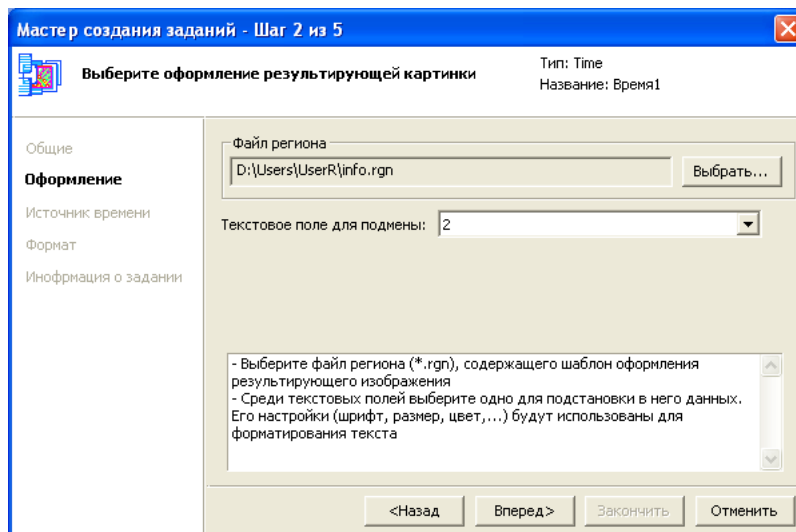 Мастер создания заданий - Шаг 2 из 5
Выберите оформление результирующей картинки
Тип: Time
Название: Время1
Общие
Оформление
Источник времени
Формат
Инофрмация о задании
Файл региона
D:\Users\UserR\info.rgn
Выбрать...
Текстовое поле для подмены: 2
- Выберите файл региона (*.rgn), содержащего шаблон оформления
результирующего изображения
- Среди текстовых полей выберите одно для подстановки в него данных.
Его настройки (шрифт, размер, цвет,...) будут использованы для
форматирования текста
<Назад
Вперед>
Закончить
Отменить